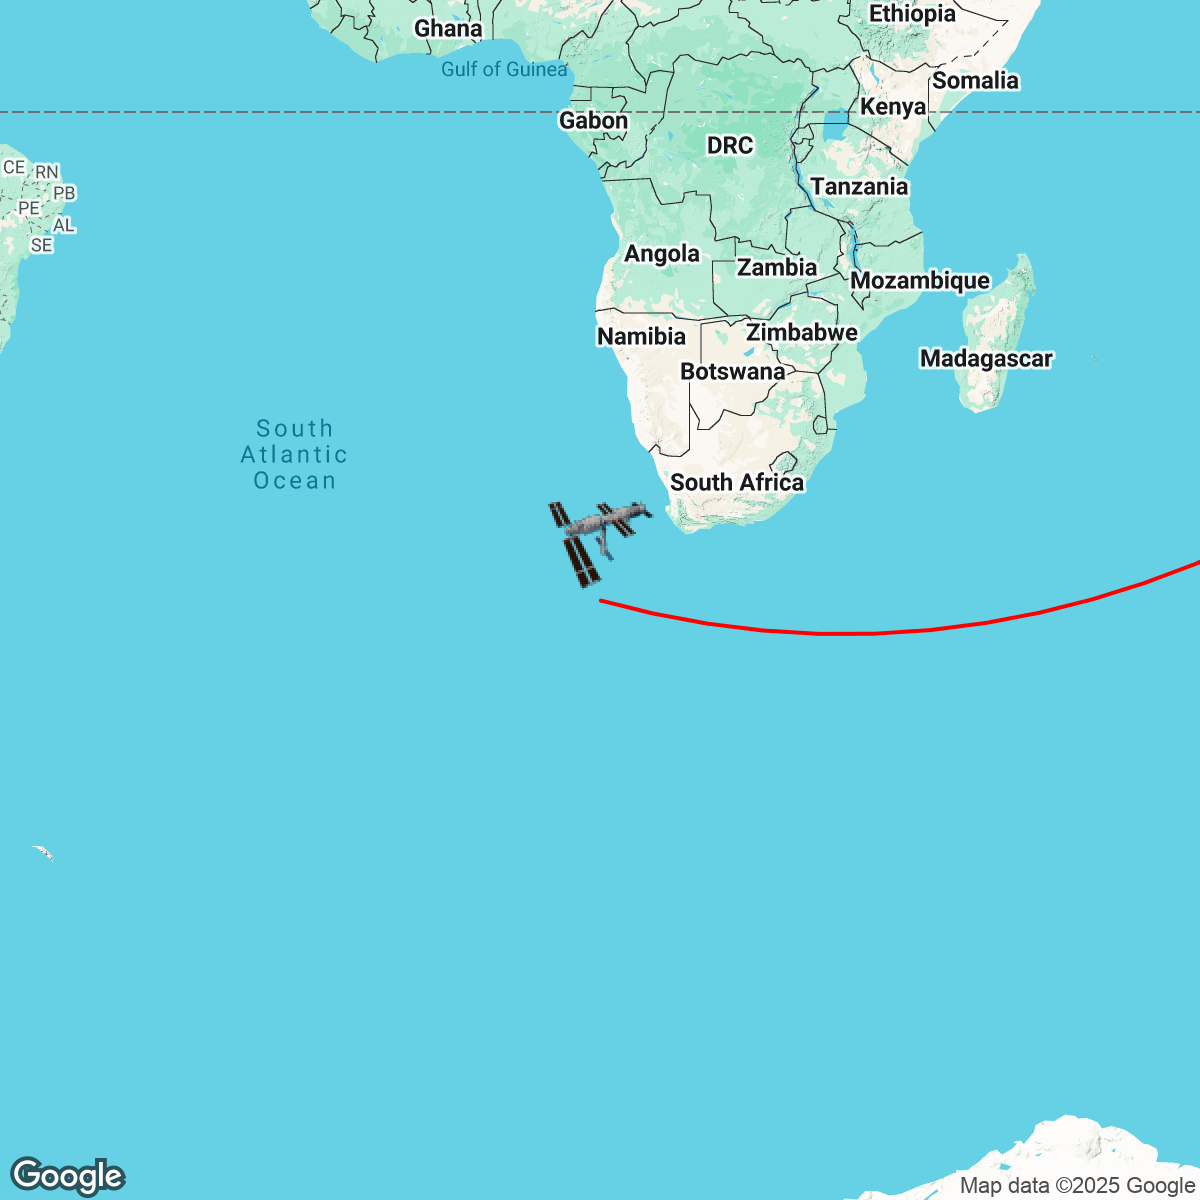 Ethiopia
Ghana
Gulf of Guinea
Somalia
Kenya
Gabon
DRC
CE
RN
Tanzania
PB
PE
AL
SE
Angola
Zambia
Mozambique
Namibia
Zimbabwe
Madagascar
Botswana
South
Atlantic
Ocean
South Africa
Google
Map data ©2025 Google